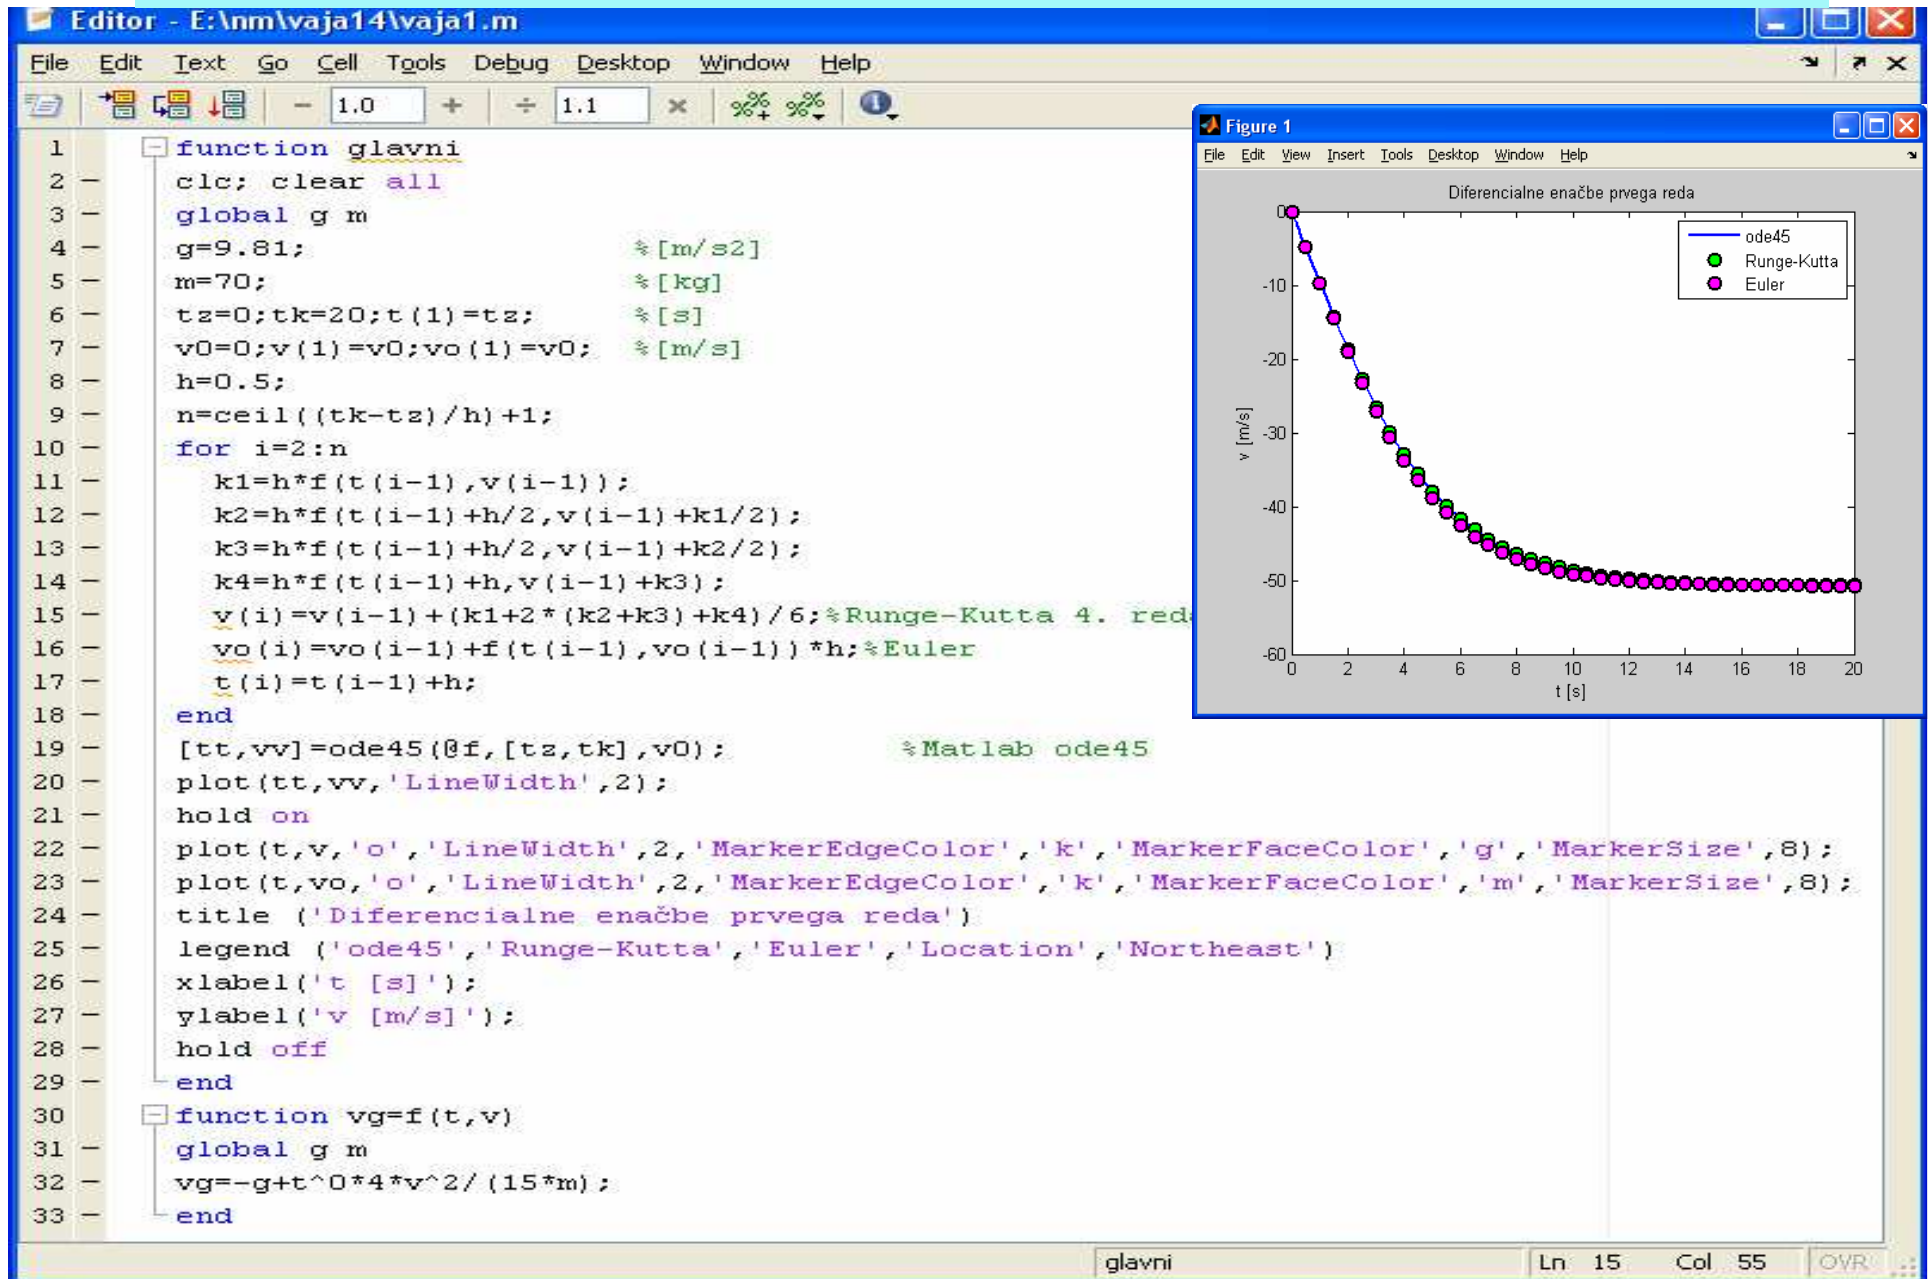 Editor - E:\nm\vaja14\vaja1.m
File Edit Text Go Cell Tools Debug Desktop Window Help
- 1.0 + ÷ 1.1 ×
1 function glavni
2 - clc; clear all
3 - global g m
4 - g=9.81; %[m/s2]
5 - m=70; %[kg]
6 - tz=0;tk=20;t(1)=tz; %[s]
7 - v0=0;v(1)=v0;vo(1)=v0; %[m/s]
8 - h=0.5;
9 - n=ceil((tk-tz)/h)+1;
10 - for i=2:n
11 - k1=h*f(t(i-1),v(i-1));
12 - k2=h*f(t(i-1)+h/2,v(i-1)+k1/2);
13 - k3=h*f(t(i-1)+h/2,v(i-1)+k2/2);
14 - k4=h*f(t(i-1)+h,v(i-1)+k3);
15 - v(i)=v(i-1)+(k1+2*(k2+k3)+k4)/6;%Runge-Kutta 4. reda
16 - vo(i)=vo(i-1)+f(t(i-1),vo(i-1))*h;%Euler
17 - t(i)=t(i-1)+h;
18 - end
19 - [tt,vv]=ode45(@f,[tz,tk],v0); %Matlab ode45
20 - plot(tt,vv,'LineWidth',2);
21 - hold on
22 - plot(t,v,'o','LineWidth',2,'MarkerEdgeColor','k','MarkerFaceColor','g','MarkerSize',8);
23 - plot(t,vo,'o','LineWidth',2,'MarkerEdgeColor','k','MarkerFaceColor','m','MarkerSize',8);
24 - title ('Diferencialne enačbe prvega reda')
25 - legend ('ode45','Runge-Kutta','Euler','Location','Northeast')
26 - xlabel('t [s]');
27 - ylabel('v [m/s]');
28 - hold off
29 - end
30 function vg=f(t,v)
31 - global g m
32 - vg=-g+t^0*4*v^2/(15*m);
33 - end
glavni
Ln 15 Col 55 OVR
Figure 1
File Edit View Insert Tools Desktop Window Help
Diferencialne enačbe prvega reda
ode45
Runge-Kutta
Euler
0
-10
-20
-30
-40
-50
-60
v [m/s]
0 2 4 6 8 10 12 14 16 18 20
t [s]